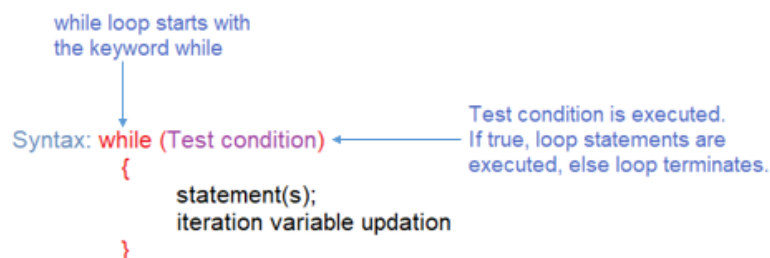 while loop starts with
the keyword while
Test condition is executed.
Syntax: while (Test condition)
If true, loop statements are
executed, else loop terminates.
{
statement(s);
iteration variable updation
}